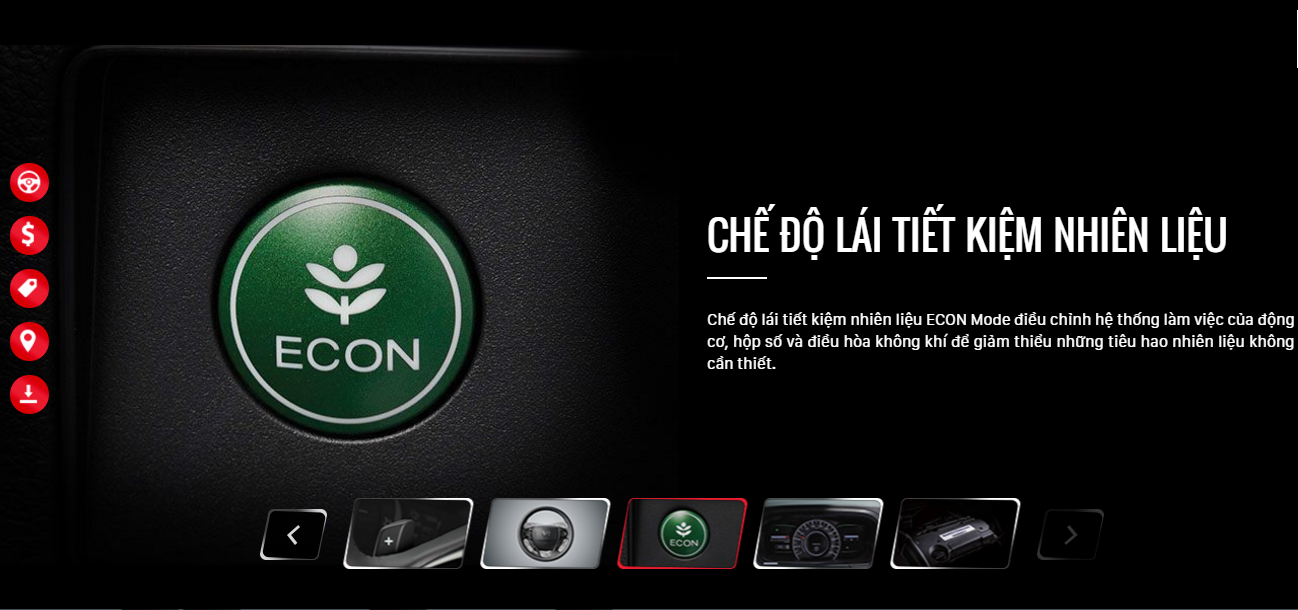 CHẾ ĐỘ LÁI TIẾT KIỆM NHIÊN LIỆU
Chế độ lái tiết kiệm nhiên liệu ECON Mode điều chỉnh hệ thống làm việc của động
cơ, hộp số và điều hòa không khí để giảm thiểu những tiêu hao nhiên liệu không
cần thiết.
ECON
$
+
ECON